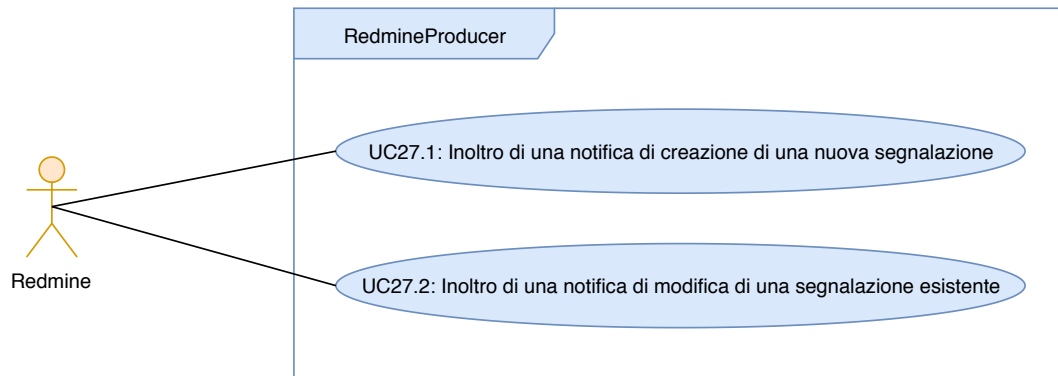 RedmineProducer
UC27.1: Inoltro di una notifica di creazione di una nuova segnalazione
UC27.2: Inoltro di una notifica di modifica di una segnalazione esistente
Redmine